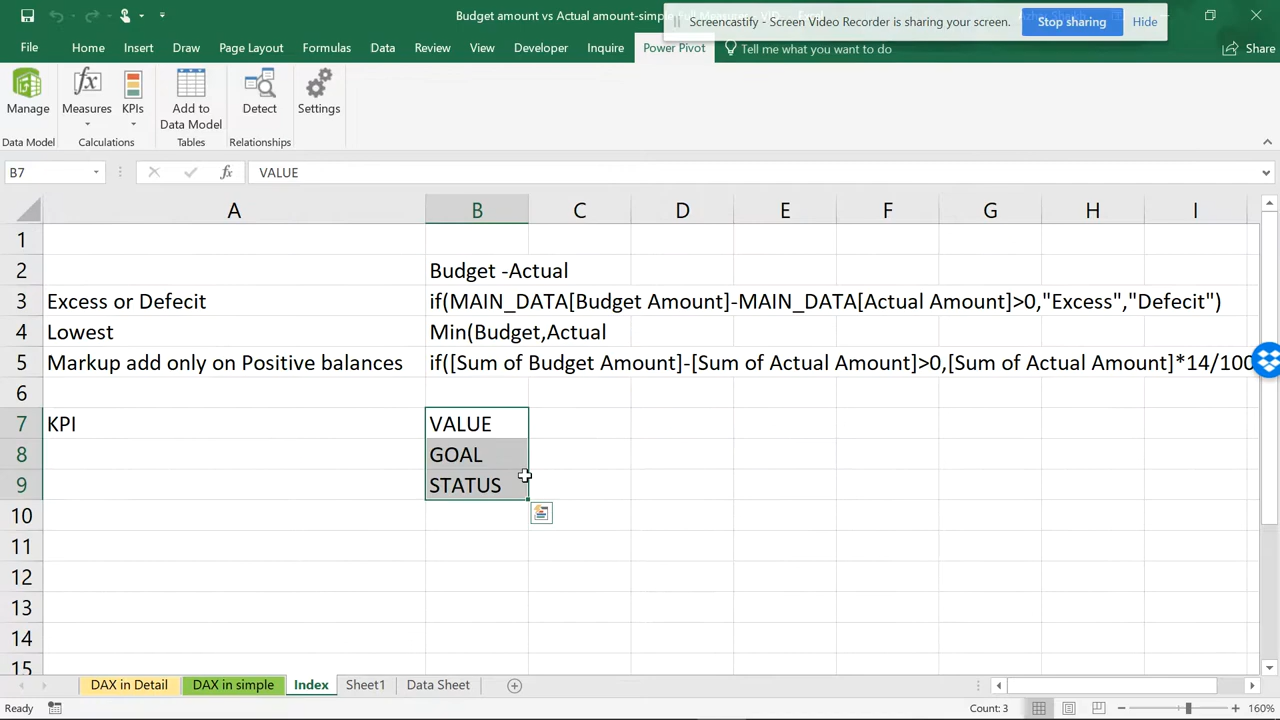 Budget amount vs Actual amount-simple
Screencastify - Screen Video Recorder is sharing your screen.
Stop sharing
Hide
File
Home
Insert
Draw
Page Layout
Formulas
Data
Review
View
Developer
Inquire
Power Pivot
Tell me what you want to do
Share
Manage
Measures
KPIs
Add to
Data Model
Detect
Settings
Data Model
Calculations
Tables
Relationships
B7
fx
VALUE
A B C D E F G H I
1
2 Budget -Actual
3 Excess or Defecit if(MAIN_DATA[Budget Amount]-MAIN_DATA[Actual Amount]>0,"Excess","Defecit")
4 Lowest Min(Budget,Actual
5 Markup add only on Positive balances if([Sum of Budget Amount]-[Sum of Actual Amount]>0,[Sum of Actual Amount]*14/100
6
7 KPI VALUE
8 GOAL
9 STATUS
10
11
12
13
14
15
DAX in Detail
DAX in simple
Index
Sheet1
Data Sheet
Ready
Count: 3
160%